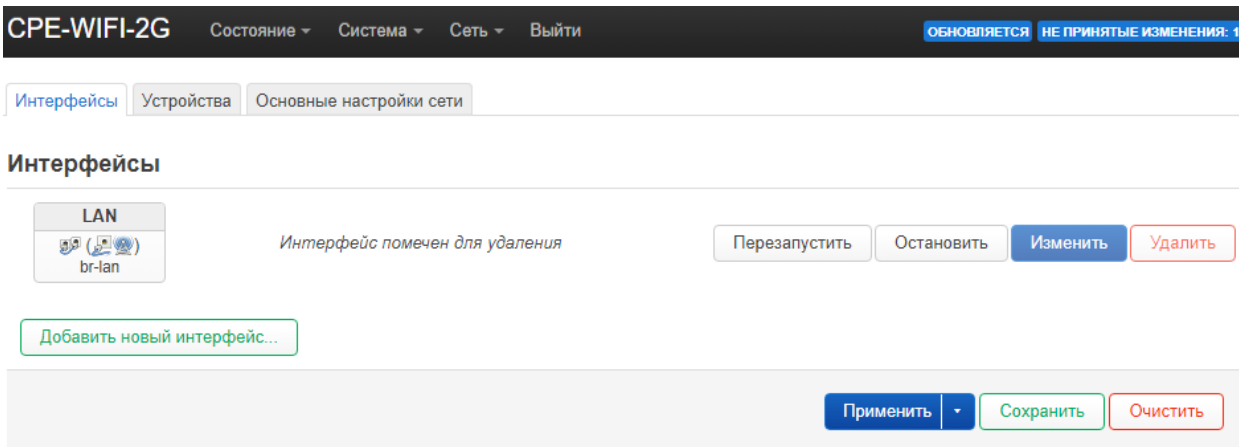 CPE-WIFI-2G Состояние Система Сеть Выйти ОБНОВЛЯЕТСЯ НЕ ПРИНЯТЫЕ ИЗМЕНЕНИЯ: 1
Интерфейсы Устройства Основные настройки сети
Интерфейсы
LAN
Интерфейс помечен для удаления Перезапустить Остановить Изменить Удалить
br-lan
Добавить новый интерфейс...
Применить Сохранить Очистить